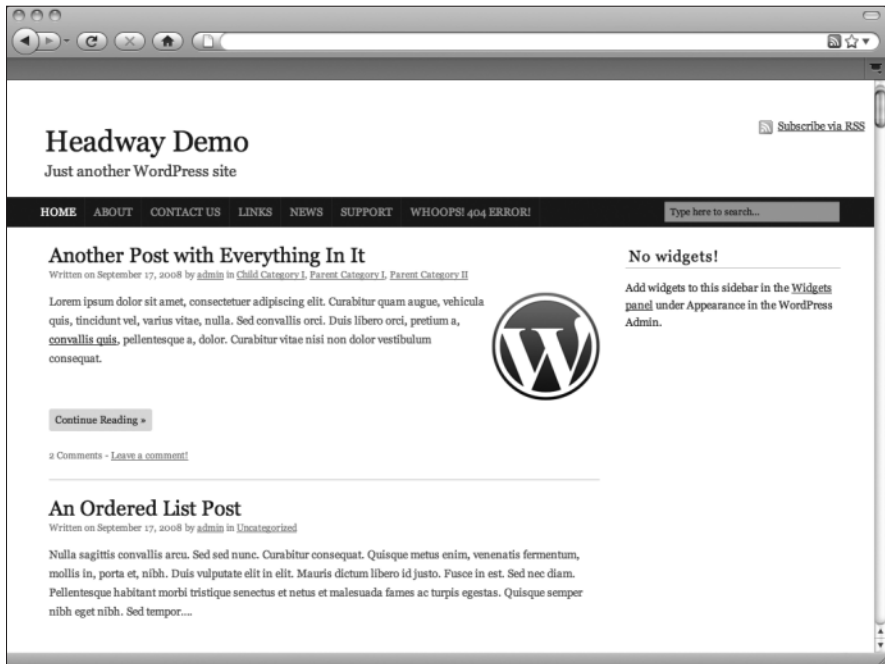 Subscribe via RSS
Headway Demo
Just another WordPress site
HOME ABOUT CONTACT US LINKS NEWS SUPPORT WHOOPS! 404 ERROR! Type here to search...
Another Post with Everything In It
Written on September 17, 2008 by admin in Child Category I, Parent Category I, Parent Category II
Lorem ipsum dolor sit amet, consectetuer adipiscing elit. Curabitur quam augue, vehicula
quis, tincidunt vel, varius vitae, nulla. Sed convallis orci. Duis libero orci, pretium a,
convallis quis, pellentesque a, dolor. Curabitur vitae nisi non dolor vestibulum
consequat.
Continue Reading »
2 Comments - Leave a comment!
An Ordered List Post
Written on September 17, 2008 by admin in Uncategorized
Nulla sagittis convallis arcu. Sed sed nunc. Curabitur consequat. Quisque metus enim, venenatis fermentum,
mollis in, porta et, nibh. Duis vulputate elit in elit. Mauris dictum libero id justo. Fusce in est. Sed nec diam.
Pellentesque habitant morbi tristique senectus et netus et malesuada fames ac turpis egestas. Quisque semper
nibh eget nibh. Sed tempor....
No widgets!
Add widgets to this sidebar in the Widgets
panel under Appearance in the WordPress
Admin.